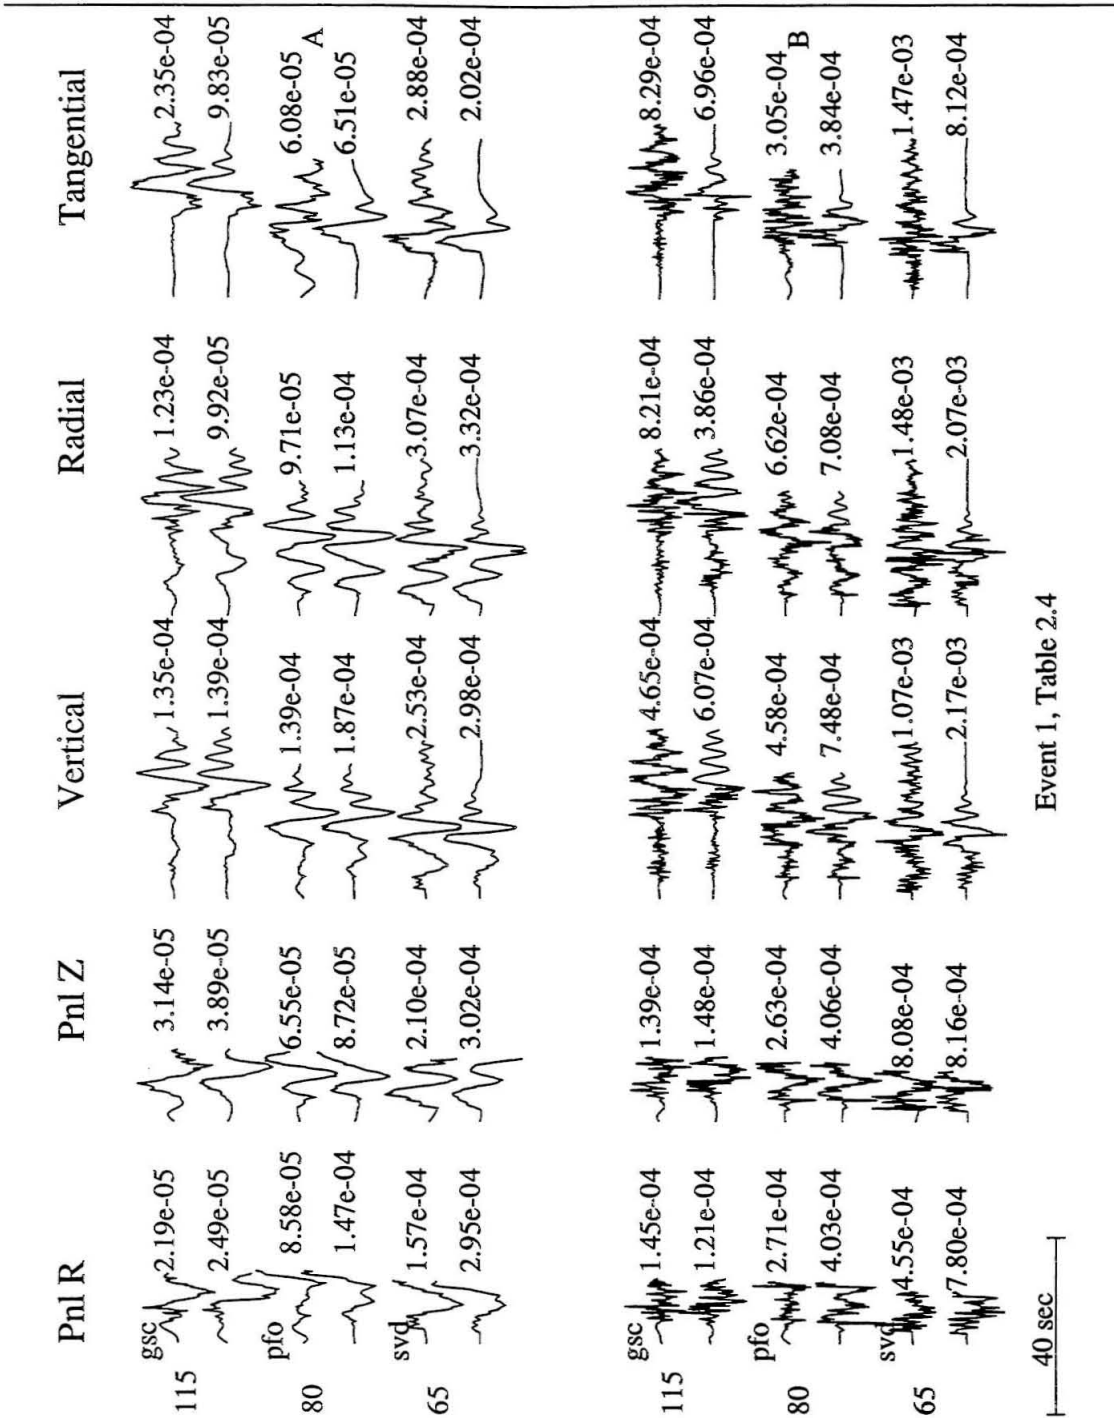 Pnl R Pnl Z Vertical Radial Tangential
gsc 2.19e-05 3.14e-05 1.35e-04 1.23e-04 2.35e-04
115 2.49e-05 3.89e-05 1.39e-04 9.92e-05 9.83e-05
pfo 8.58e-05 6.55e-05 1.39e-04 9.71e-05 6.08e-05 A
80 1.47e-04 8.72e-05 1.87e-04 1.13e-04 6.51e-05
svd 1.57e-04 2.10e-04 2.53e-04 3.07e-04 2.88e-04
65 2.95e-04 3.02e-04 2.98e-04 3.32e-04 2.02e-04
gsc 1.45e-04 1.39e-04 4.65e-04 8.21e-04 8.29e-04
115 1.21e-04 1.48e-04 6.07e-04 3.86e-04 6.96e-04
pfo 2.71e-04 2.63e-04 4.58e-04 6.62e-04 3.05e-04 B
80 4.03e-04 4.06e-04 7.48e-04 7.08e-04 3.84e-04
svd 4.55e-04 8.08e-04 1.07e-03 1.48e-03 1.47e-03
65 7.80e-04 8.16e-04 2.17e-03 2.07e-03 8.12e-04
40 sec
Event 1, Table 2.4